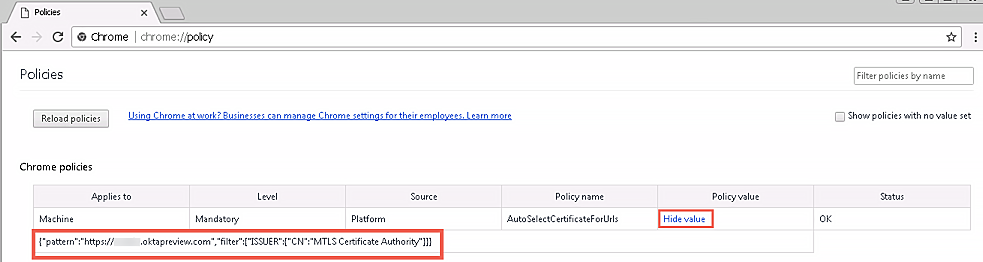 Policies
Chrome chrome://policy
Policies
Filter policies by name
Reload policies Using Chrome at work? Businesses can manage Chrome settings for their employees. Learn more Show policies with no value set
Chrome policies
Applies to Level Source Policy name Policy value Status
Machine Mandatory Platform AutoSelectCertificateForUrls Hide value OK
{"pattern":"https:// .oktapreview.com","filter":["ISSUER":["CN":"MTLS Certificate Authority"]]]